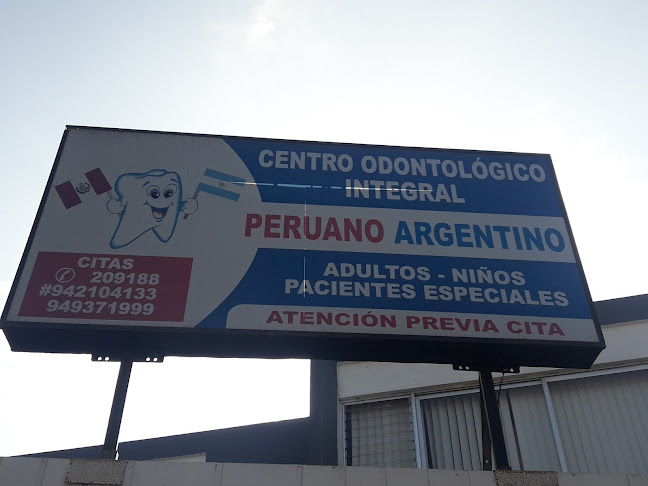 CENTRO ODONTOLÓGICO
INTEGRAL
PERUANO ARGENTINO
ADULTOS - NIÑOS
PACIENTES ESPECIALES
ATENCIÓN PREVIA CITA
CITAS
209188
#942104133
949371999